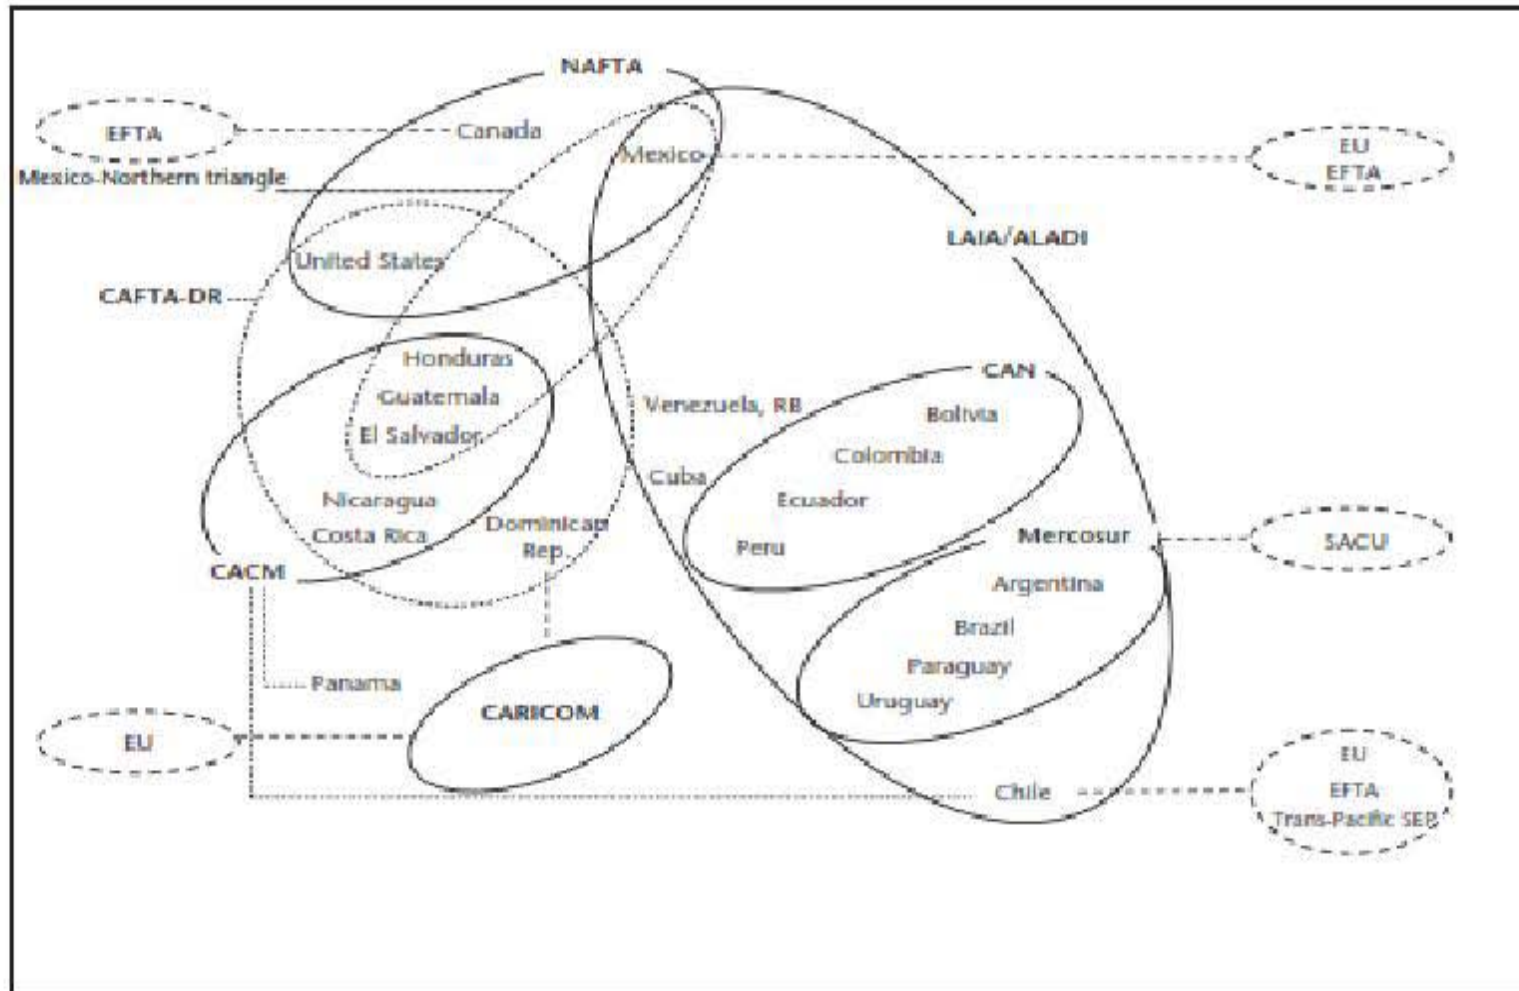 NAFTA
EFTA
Canada
Mexico
EU
EFTA
Mexico-Northern triangle
LAIA/ALADI
United States
CAFTA-DR
Honduras
CAN
Guatemala
Venezuela, RB
Bolivia
El Salvador
Colombia
Cuba
Nicaragua
Ecuador
Costa Rica
Dominican
Rep.
Peru
Mercosur
SACU
CACM
Argentina
Brazil
Paraguay
Panama
Uruguay
CARICOM
EU
EU
Chile
EFTA
Trans-Pacific SEP